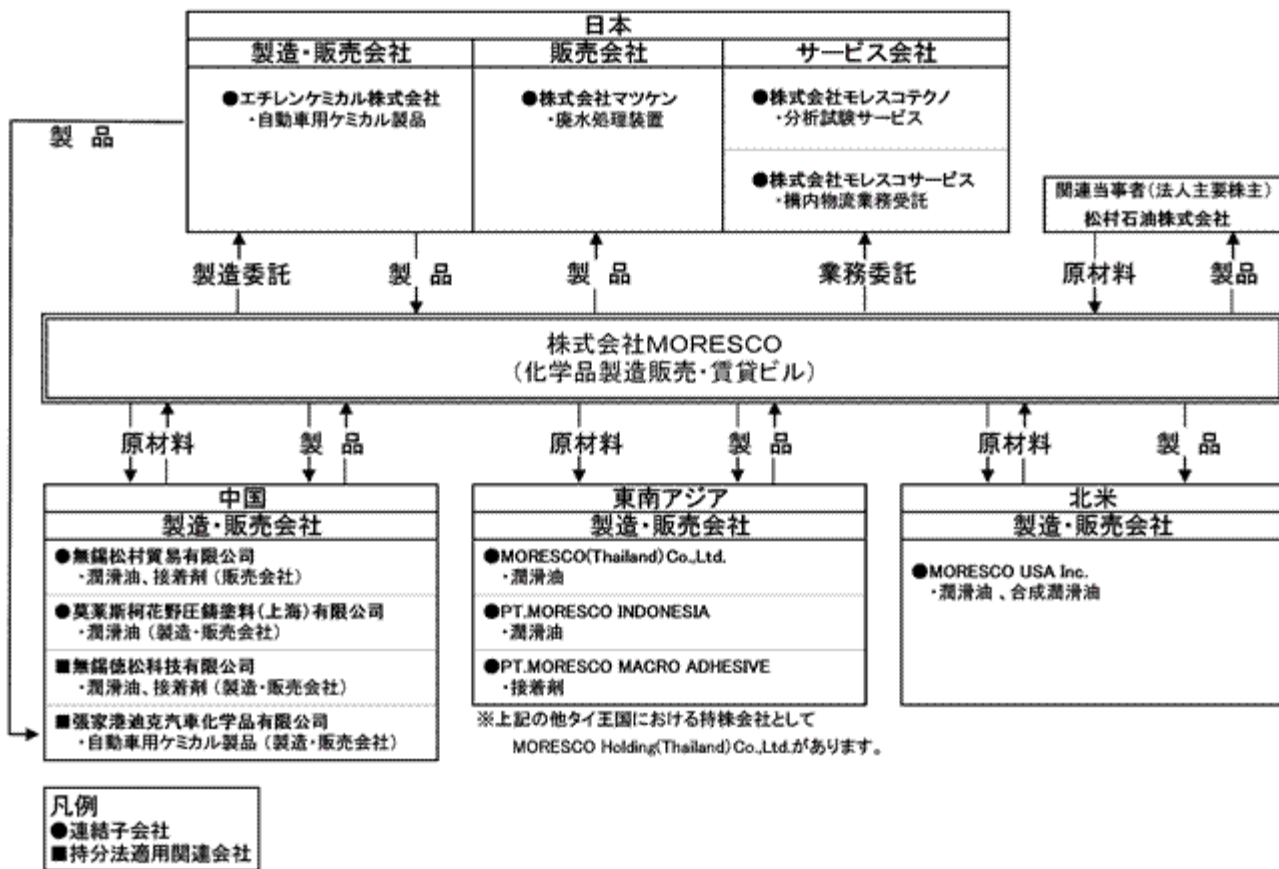 日本
製造・販売会社
販売会社
サービス会社
●エチレンケミカル株式会社
・自動車用ケミカル製品
●株式会社マツケン
・廃水処理装置
●株式会社モレスコテクノ
・分析試験サービス
●株式会社モレスコサービス
・構内物流業務受託
製 品
関連当事者(法人主要株主)
松村石油株式会社
製造委託
製 品
製 品
業務委託
原材料
製品
株式会社MORESCO
(化学品製造販売・賃貸ビル)
原材料
製 品
原材料
製 品
原材料
製 品
中国
製造・販売会社
●無錫松村貿易有限公司
・潤滑油、接着剤(販売会社)
●莫莱斯柯花野圧鋳塗料(上海)有限公司
・潤滑油(製造・販売会社)
■無錫徳松科技有限公司
・潤滑油、接着剤(製造・販売会社)
■張家港迪克汽車化学品有限公司
・自動車用ケミカル製品(製造・販売会社)
東南アジア
製造・販売会社
●MORESCO(Thailand)Co.,Ltd.
・潤滑油
●PT.MORESCO INDONESIA
・潤滑油
●PT.MORESCO MACRO ADHESIVE
・接着剤
※上記の他タイ王国における持株会社として
MORESCO Holding(Thailand)Co.,Ltd.があります。
北米
製造・販売会社
●MORESCO USA Inc.
・潤滑油、合成潤滑油
凡例
●連結子会社
■持分法適用関連会社